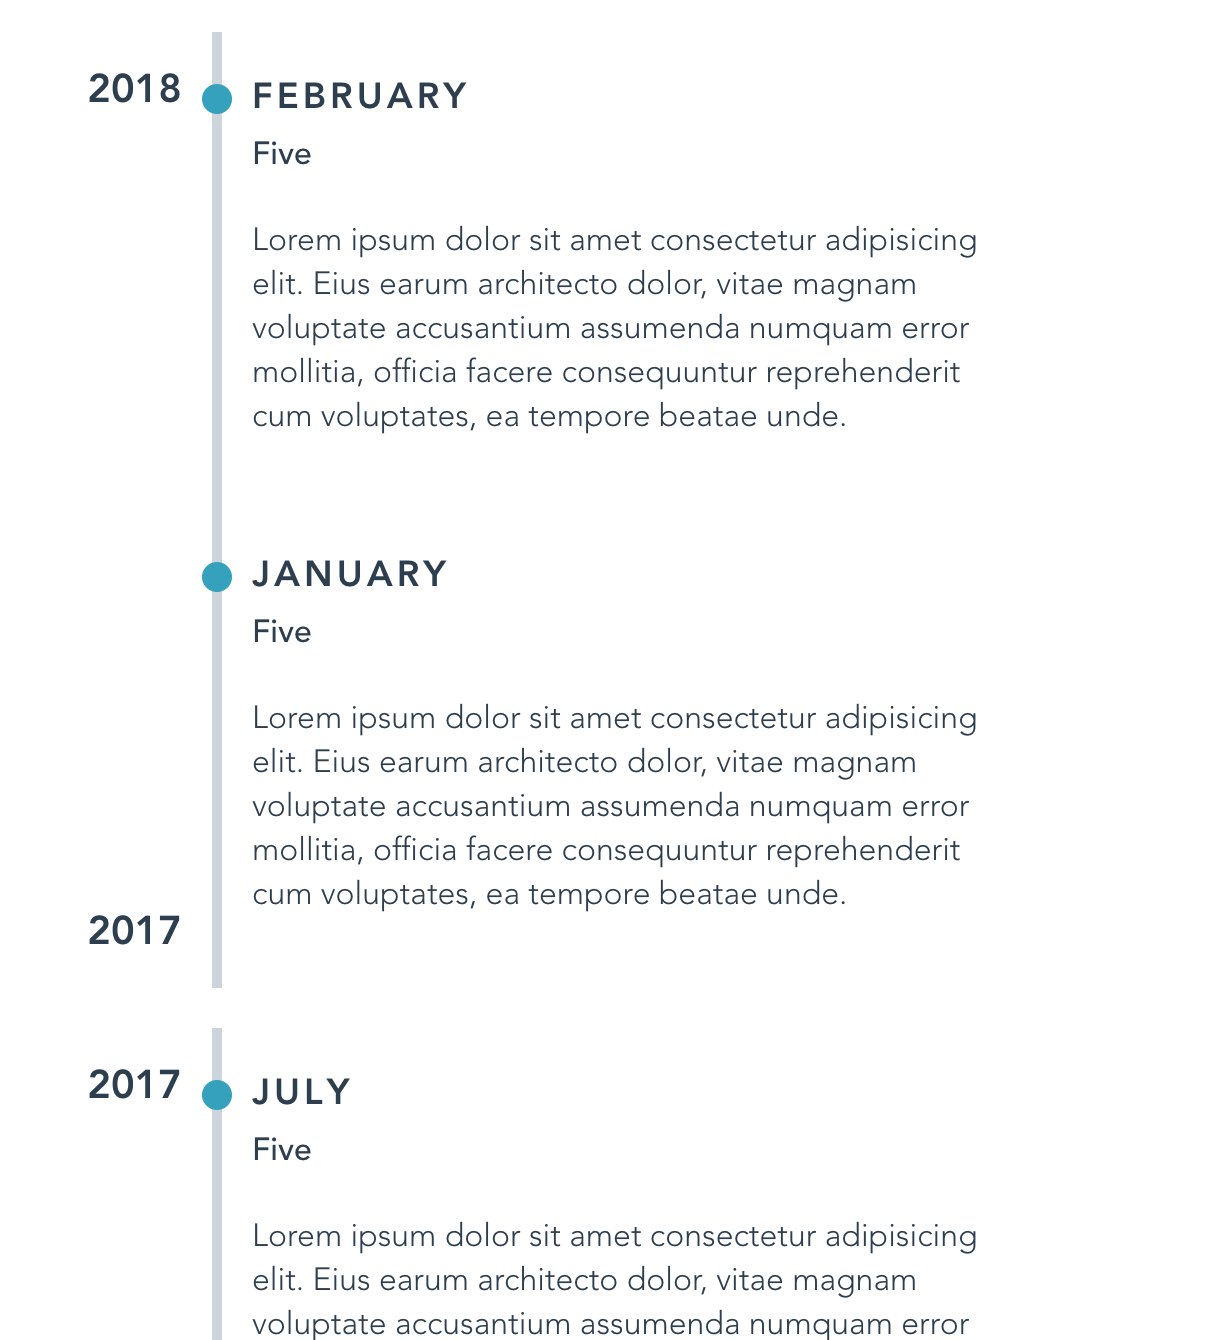 2018
FEBRUARY
Five
Lorem ipsum dolor sit amet consectetur adipisicing
elit. Eius earum architecto dolor, vitae magnam
voluptate accusantium assumenda numquam error
mollitia, officia facere consequuntur reprehenderit
cum voluptates, ea tempore beatae unde.
JANUARY
Five
Lorem ipsum dolor sit amet consectetur adipisicing
elit. Eius earum architecto dolor, vitae magnam
voluptate accusantium assumenda numquam error
mollitia, officia facere consequuntur reprehenderit
cum voluptates, ea tempore beatae unde.
2017
2017
JULY
Five
Lorem ipsum dolor sit amet consectetur adipisicing
elit. Eius earum architecto dolor, vitae magnam
voluptate accusantium assumenda numquam error